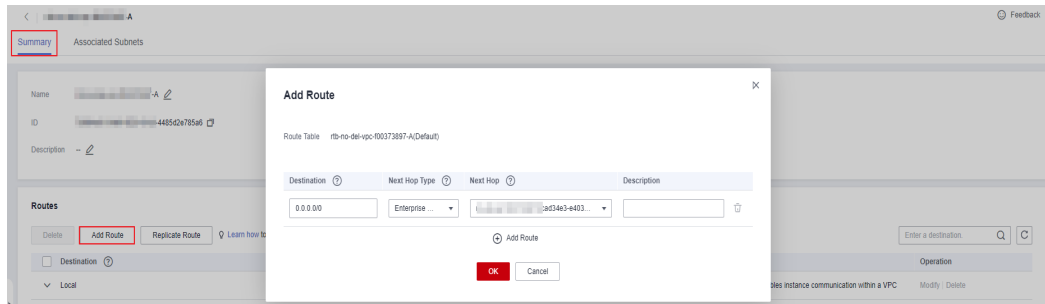 -A
Feedback
Summary Associated Subnets
Name -A
ID -4485d2e785a6
Description --
Add Route
Route Table rtb-no-del-vpc-f00373897-A(Default)
Destination Next Hop Type Next Hop Description
0.0.0.0/0 Enterprise ... cad34e3-e403...
Add Route
OK Cancel
Routes
Delete Add Route Replicate Route Learn how to
Enter a destination.
Destination Operation
Local bles instance communication within a VPC Modify Delete